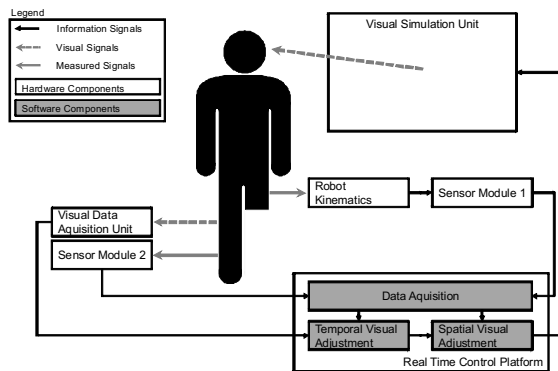 Legend
Information Signals
Visual Signals
Measured Signals
Hardware Components
Software Components
Visual Simulation Unit
Robot
Kinematics
Sensor Module 1
Visual Data
Aquisition Unit
Sensor Module 2
Data Aquisition
Temporal Visual
Adjustment
Spatial Visual
Adjustment
Real Time Control Platform